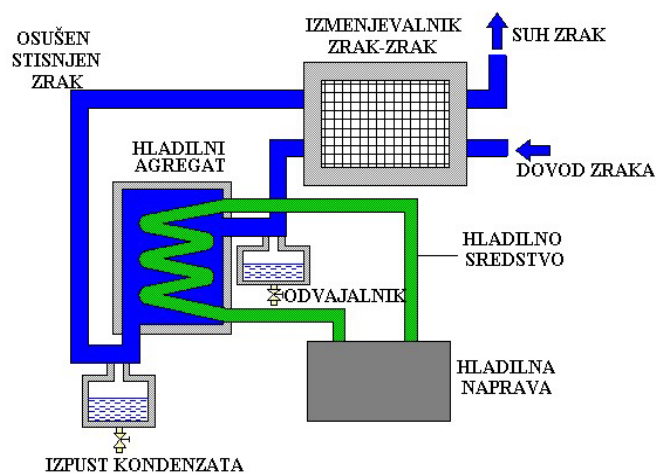 OSUŠEN
STISNJEN
ZRAK
IZMENJEVALNIK
ZRAK-ZRAK
SUH ZRAK
DOVOD ZRAKA
HLADILNI
AGREGAT
HLADILNO
SREDSTVO
ODVAJALNIK
HLADILNA
NAPRAVA
IZPUST KONDENZATA